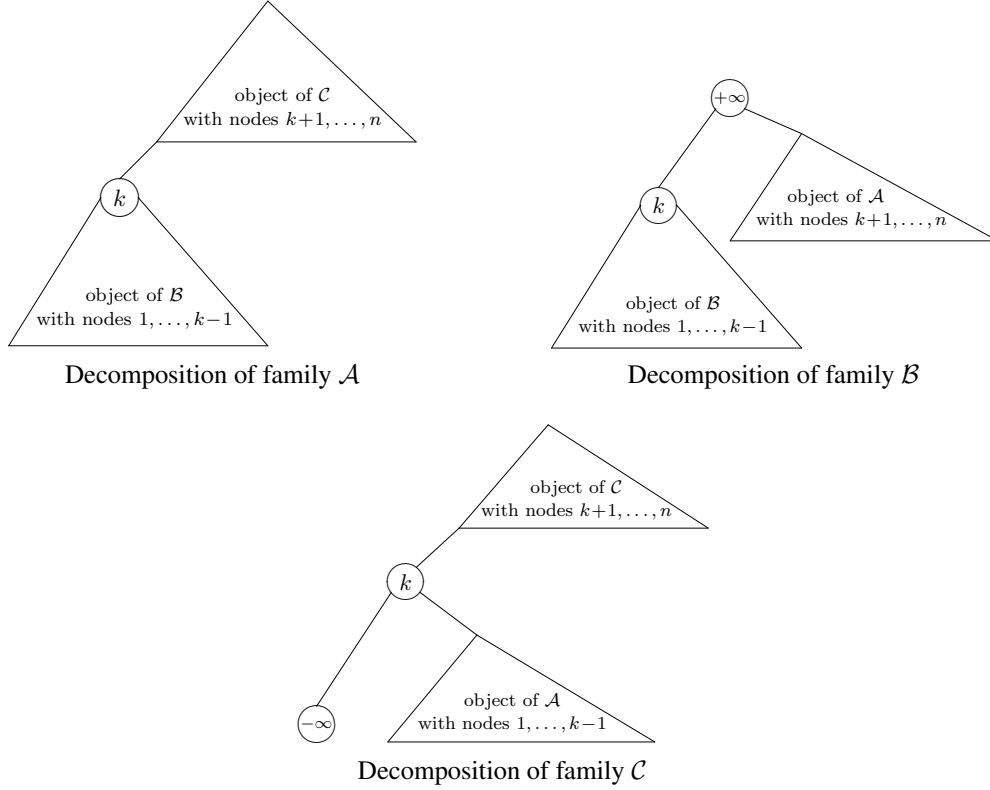 object of 𝒞
with nodes k+1, …, n
k
object of ℬ
with nodes 1, …, k−1
Decomposition of family 𝒜
+∞
object of 𝒜
with nodes k+1, …, n
k
object of ℬ
with nodes 1, …, k−1
Decomposition of family ℬ
object of 𝒞
with nodes k+1, …, n
k
object of 𝒜
with nodes 1, …, k−1
−∞
Decomposition of family 𝒞